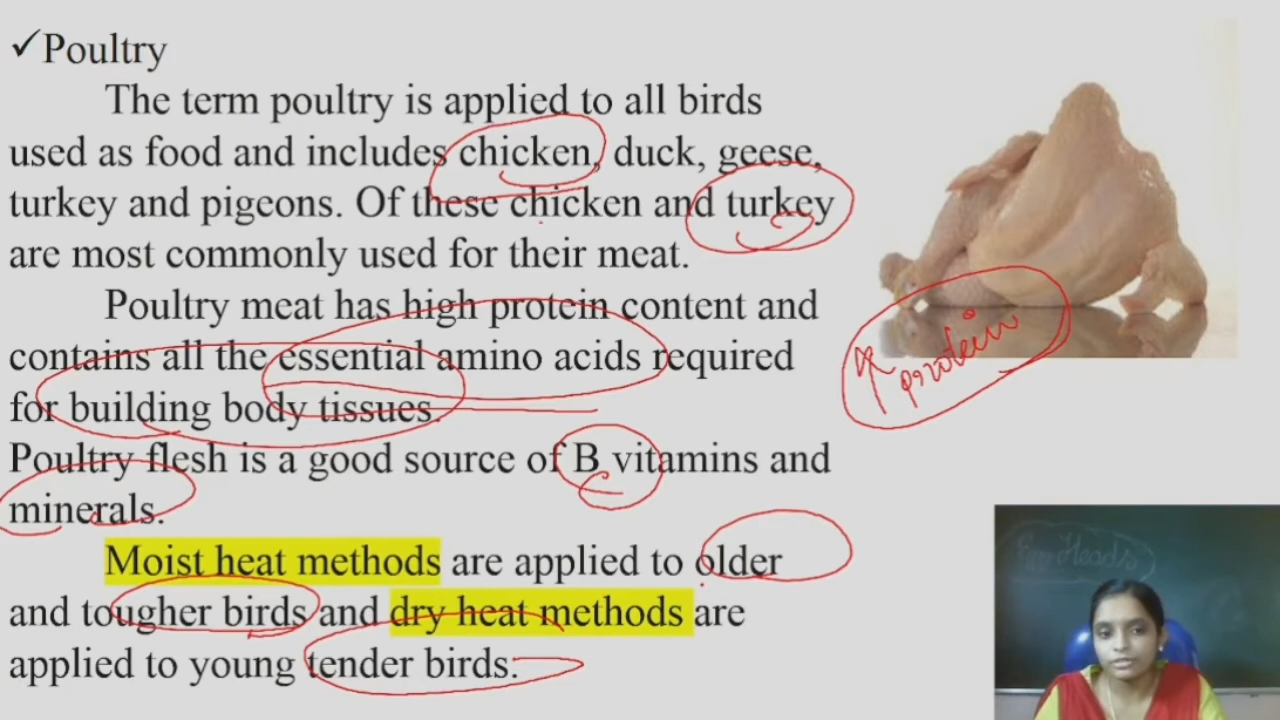 ✓Poultry
The term poultry is applied to all birds
used as food and includes chicken, duck, geese,
turkey and pigeons. Of these chicken and turkey
are most commonly used for their meat.
Poultry meat has high protein content and
contains all the essential amino acids required
for building body tissues.
Poultry flesh is a good source of B vitamins and
minerals.
Moist heat methods are applied to older
and tougher birds and dry heat methods are
applied to young tender birds.
↑ protein
Heads